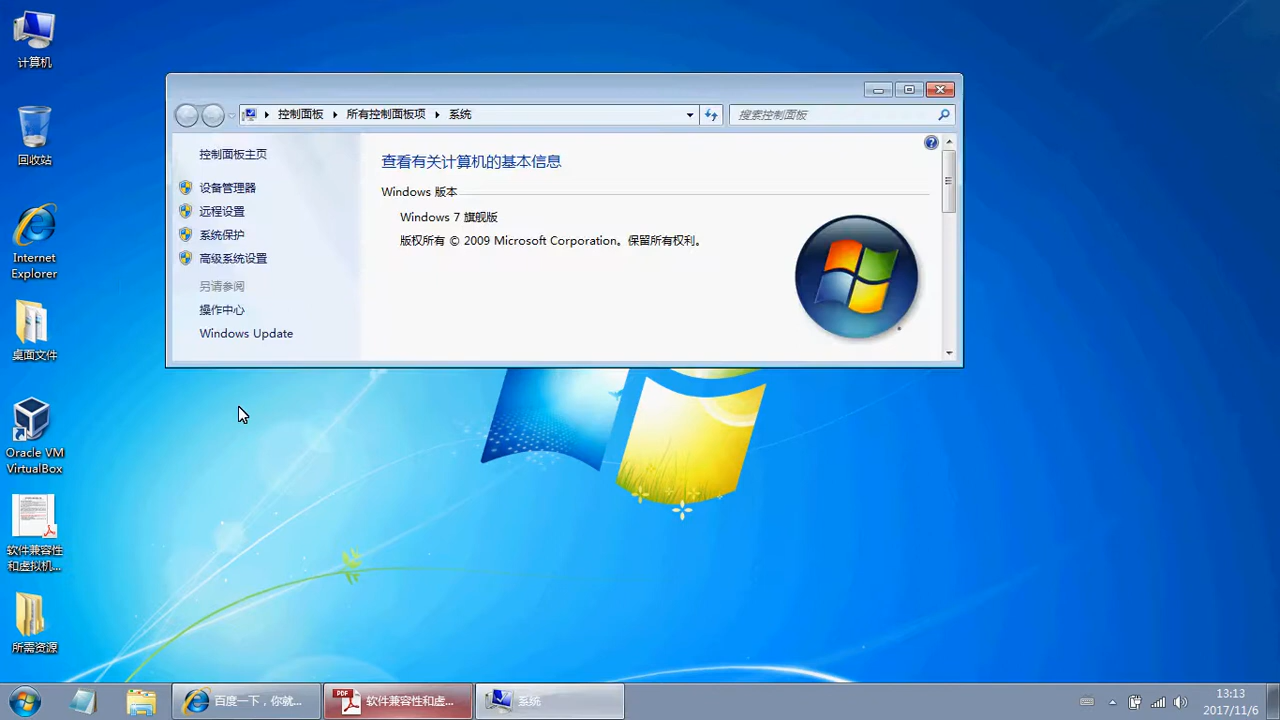 计算机
回收站
Internet
Explorer
桌面文件
Oracle VM
VirtualBox
软件兼容性
和虚拟机...
所需资源
控制面板
所有控制面板项
系统
搜索控制面板
控制面板主页
设备管理器
远程设置
系统保护
高级系统设置
另请参阅
操作中心
Windows Update
查看有关计算机的基本信息
Windows 版本
Windows 7 旗舰版
版权所有 © 2009 Microsoft Corporation。保留所有权利。
百度一下，你就...
PDF
软件兼容性和虚...
系统
13:13
2017/11/6